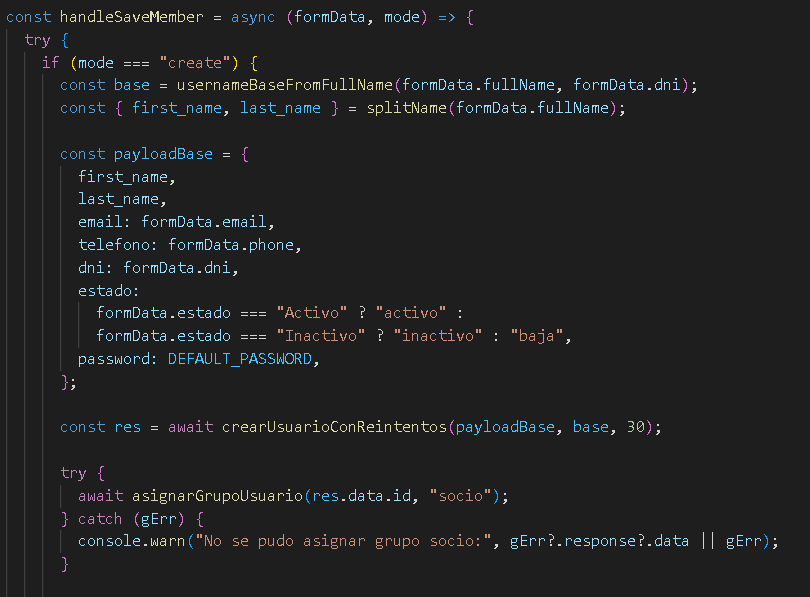 const handleSaveMember = async (formData, mode) => {
try {
if (mode === "create") {
const base = usernameBaseFromFullName(formData.fullName, formData.dni);
const { first_name, last_name } = splitName(formData.fullName);
const payloadBase = {
first_name,
last_name,
email: formData.email,
telefono: formData.phone,
dni: formData.dni,
estado:
formData.estado === "Activo" ? "activo" :
formData.estado === "Inactivo" ? "inactivo" : "baja",
password: DEFAULT_PASSWORD,
};
const res = await crearUsuarioConReintentos(payloadBase, base, 30);
try {
await asignarGrupoUsuario(res.data.id, "socio");
} catch (gErr) {
console.warn("No se pudo asignar grupo socio:", gErr?.response?.data || gErr);
}